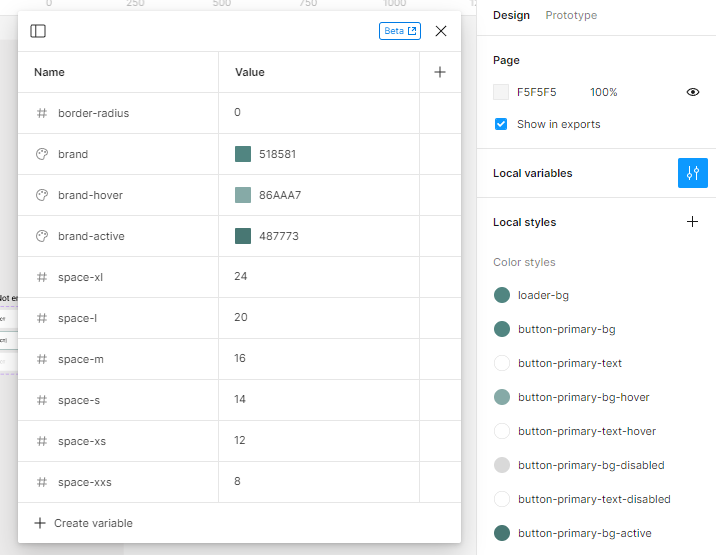 0 250 500 750 1000 1250
Beta
Name Value
border-radius 0
brand 518581
brand-hover 86AAA7
brand-active 487773
space-xl 24
space-l 20
space-m 16
space-s 14
space-xs 12
space-xxs 8
Create variable
Not en
Design Prototype
Page
F5F5F5 100%
Show in exports
Local variables
Local styles
Color styles
loader-bg
button-primary-bg
button-primary-text
button-primary-bg-hover
button-primary-text-hover
button-primary-bg-disabled
button-primary-text-disabled
button-primary-bg-active